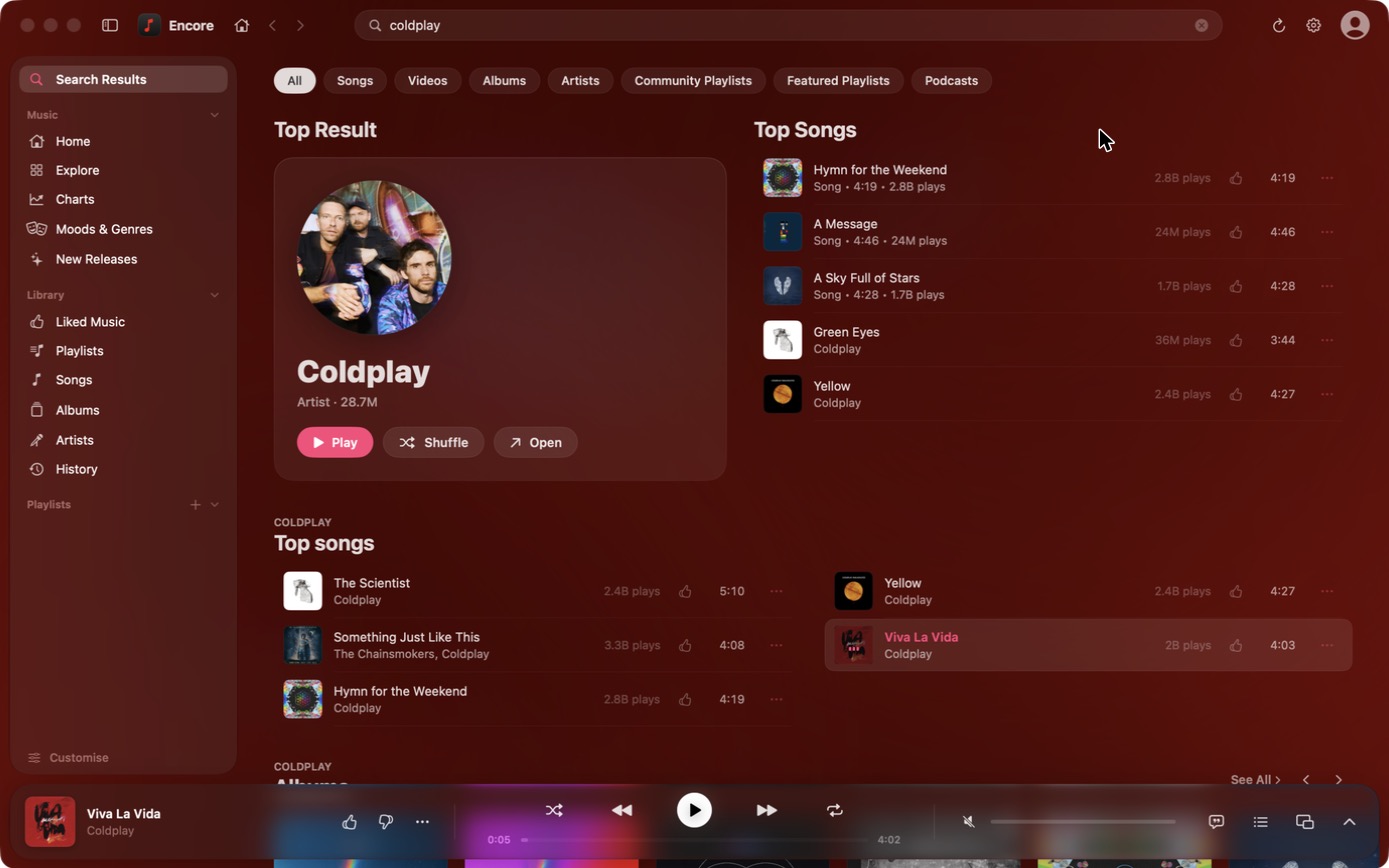 Encore
coldplay
Search Results
Music
Home
Explore
Charts
Moods & Genres
New Releases
Library
Liked Music
Playlists
Songs
Albums
Artists
History
Playlists
Customise
All
Songs
Videos
Albums
Artists
Community Playlists
Featured Playlists
Podcasts
Top Result
Coldplay
Artist · 28.7M
Play
Shuffle
Open
Top Songs
Hymn for the Weekend
Song • 4:19 • 2.8B plays
2.8B plays
4:19
A Message
Song • 4:46 • 24M plays
24M plays
4:46
A Sky Full of Stars
Song • 4:28 • 1.7B plays
1.7B plays
4:28
Green Eyes
Coldplay
36M plays
3:44
Yellow
Coldplay
2.4B plays
4:27
COLDPLAY
Top songs
The Scientist
Coldplay
2.4B plays
5:10
Something Just Like This
The Chainsmokers, Coldplay
3.3B plays
4:08
Hymn for the Weekend
Coldplay
2.8B plays
4:19
Yellow
Coldplay
2.4B plays
4:27
Viva La Vida
Coldplay
2B plays
4:03
COLDPLAY
Albums
See All
Viva La Vida
Coldplay
0:05
4:02